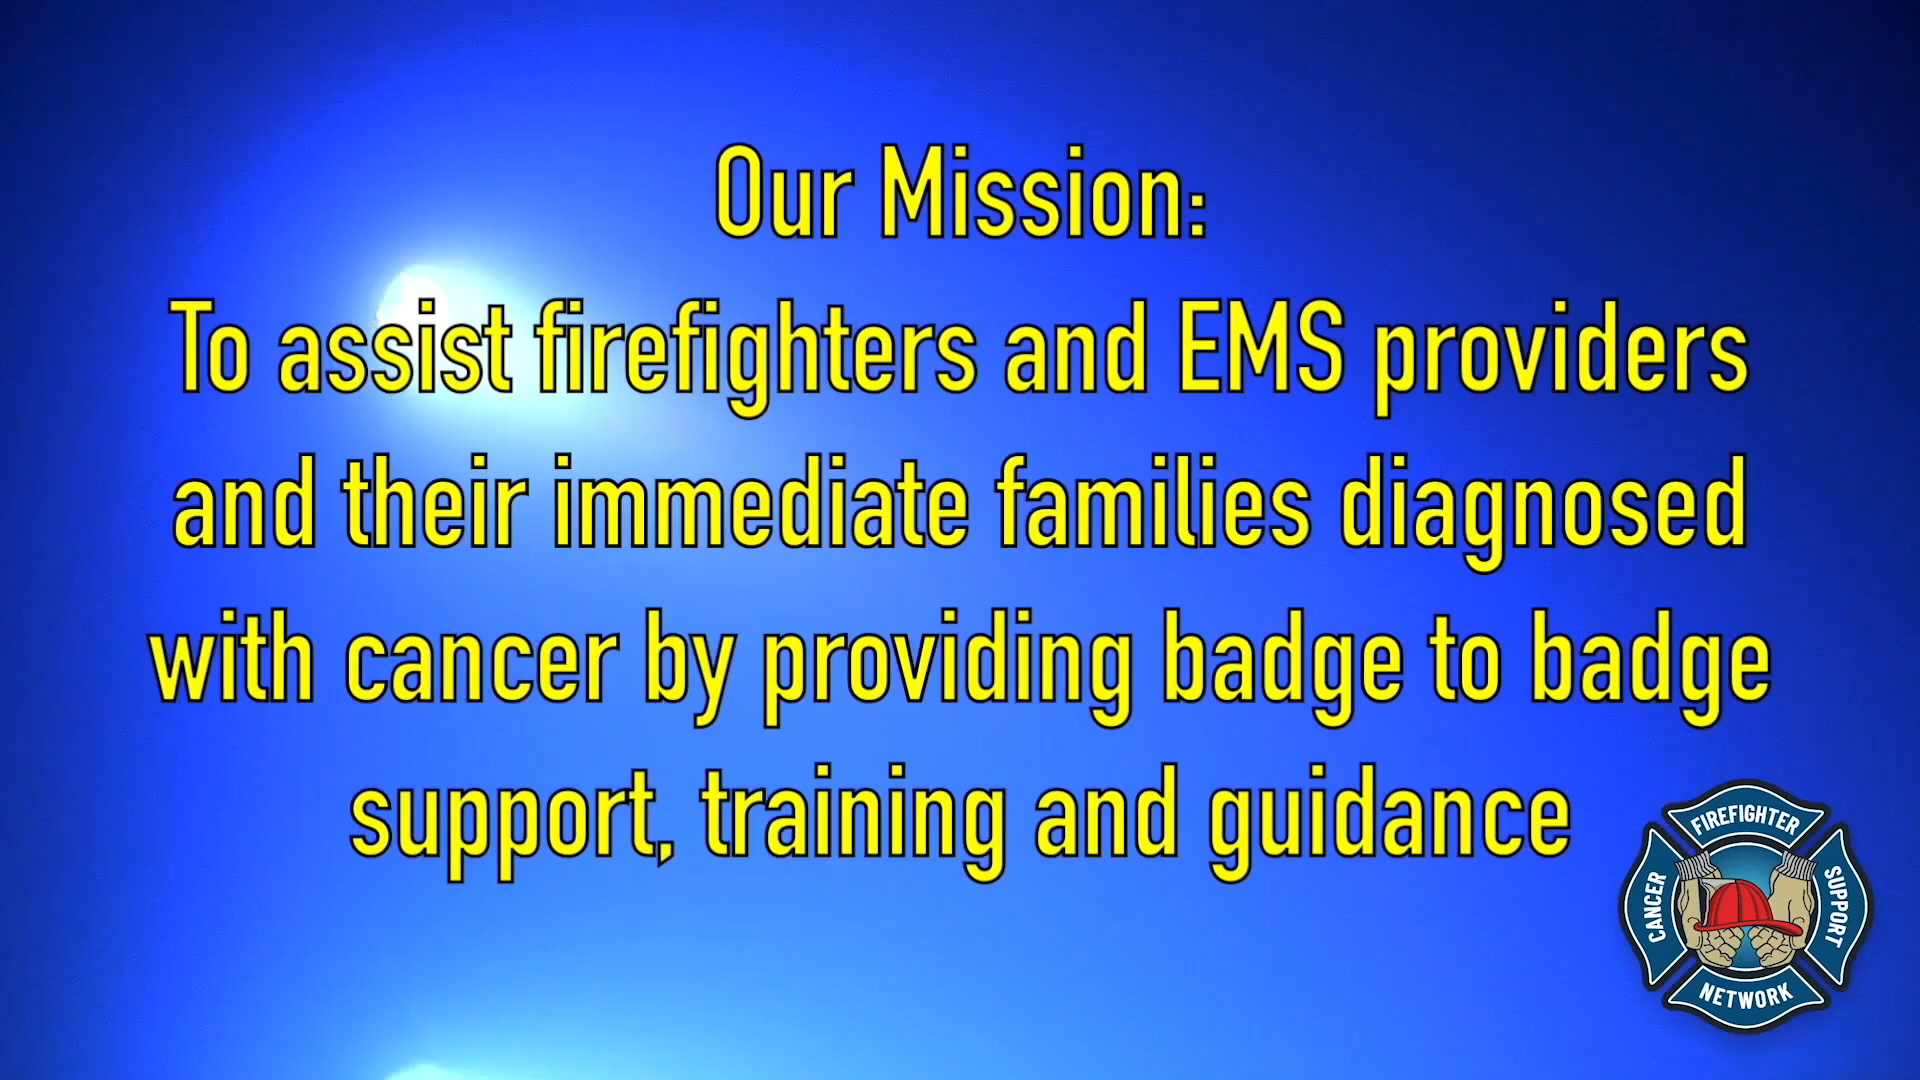 Our Mission:
To assist firefighters and EMS providers
and their immediate families diagnosed
with cancer by providing badge to badge
support, training and guidance
FIREFIGHTER
CANCER
SUPPORT
NETWORK